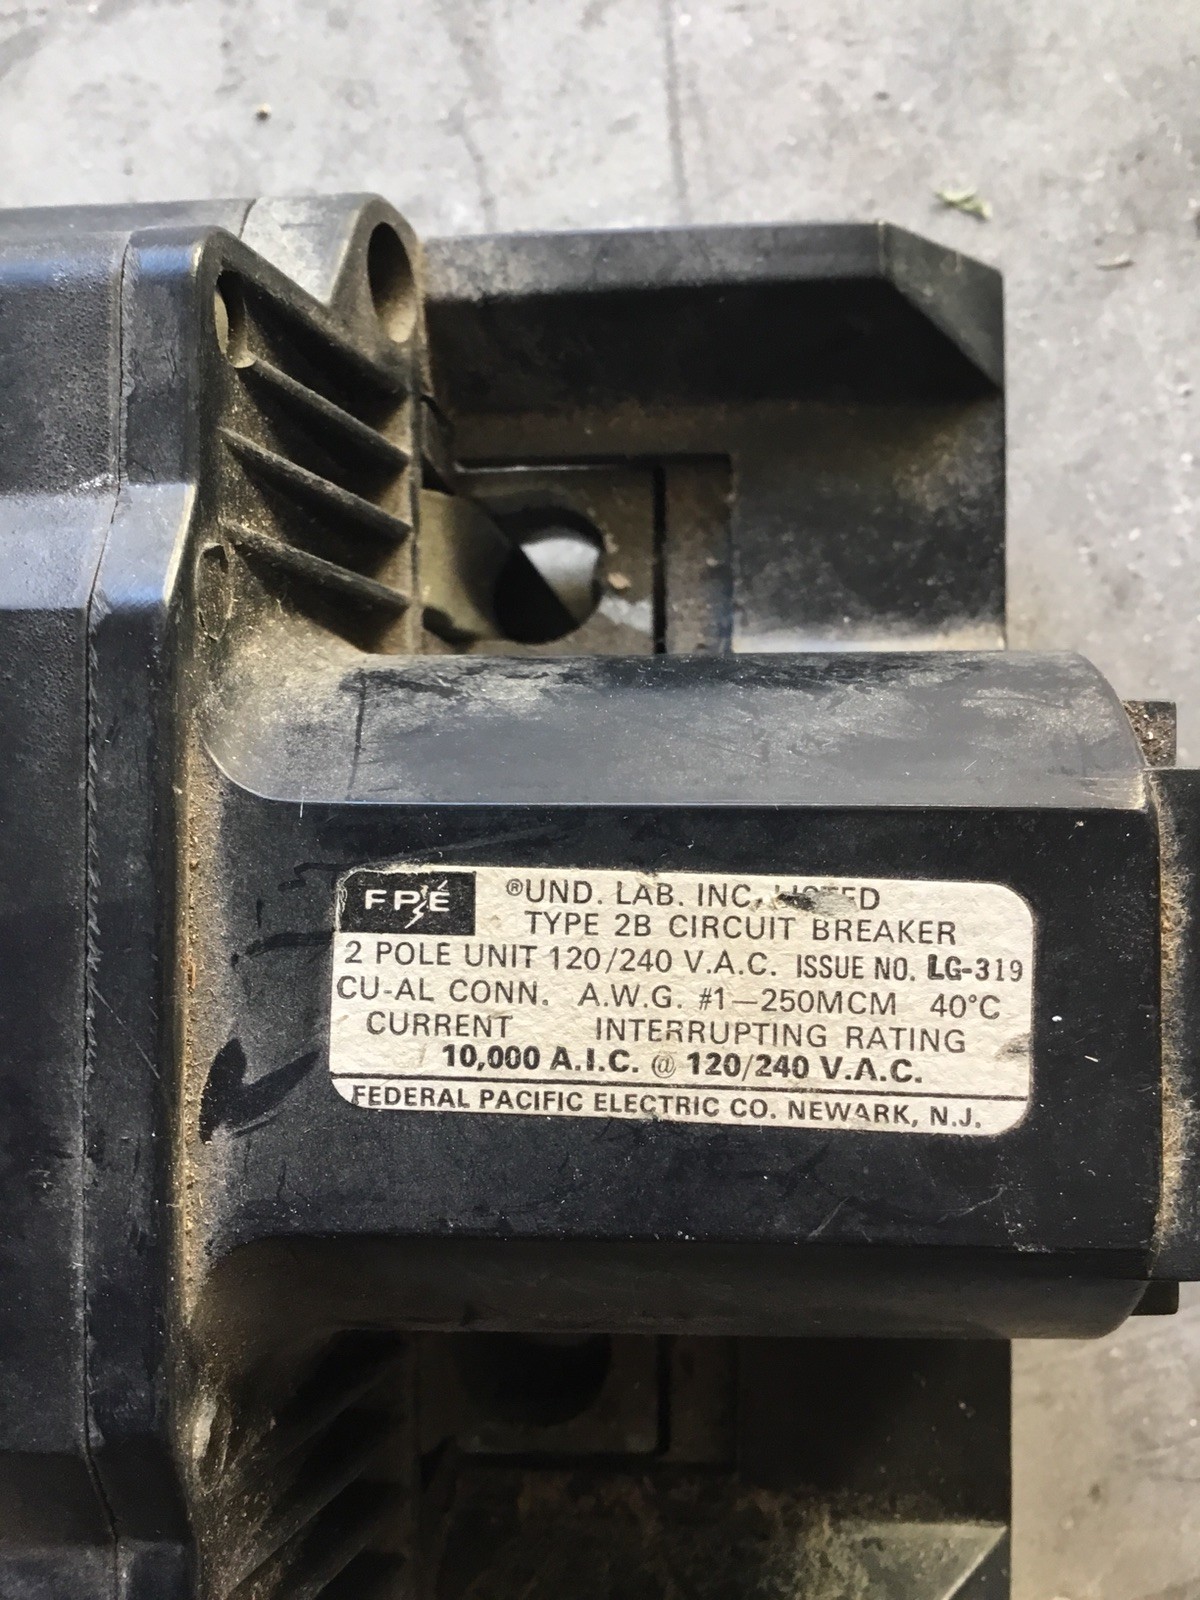 FPE
®UND. LAB. INC. LISTED
TYPE 2B CIRCUIT BREAKER
2 POLE UNIT 120/240 V.A.C. ISSUE NO. LG-319
CU-AL CONN. A.W.G. #1—250MCM 40°C
CURRENT INTERRUPTING RATING
10,000 A.I.C. @ 120/240 V.A.C.
FEDERAL PACIFIC ELECTRIC CO. NEWARK, N.J.